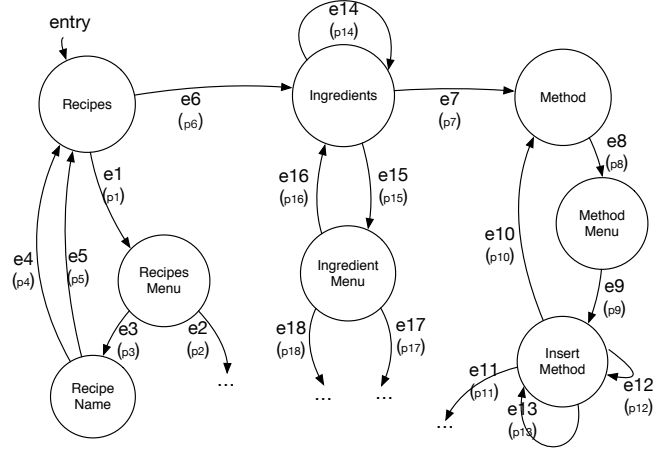 entry
e14
(p14)
Recipes
e6
(p6)
Ingredients
e7
(p7)
Method
e8
(p8)
e1
(p1)
e16
(p16)
e15
(p15)
Method
Menu
e10
(p10)
e4
(p4)
e5
(p5)
Recipes
Menu
Ingredient
Menu
e9
(p9)
e3
(p3)
e2
(p2)
...
e18
(p18)
e17
(p17)
...
...
Insert
Method
Recipe
Name
e11
(p11)
...
e12
(p12)
e13
(p13)